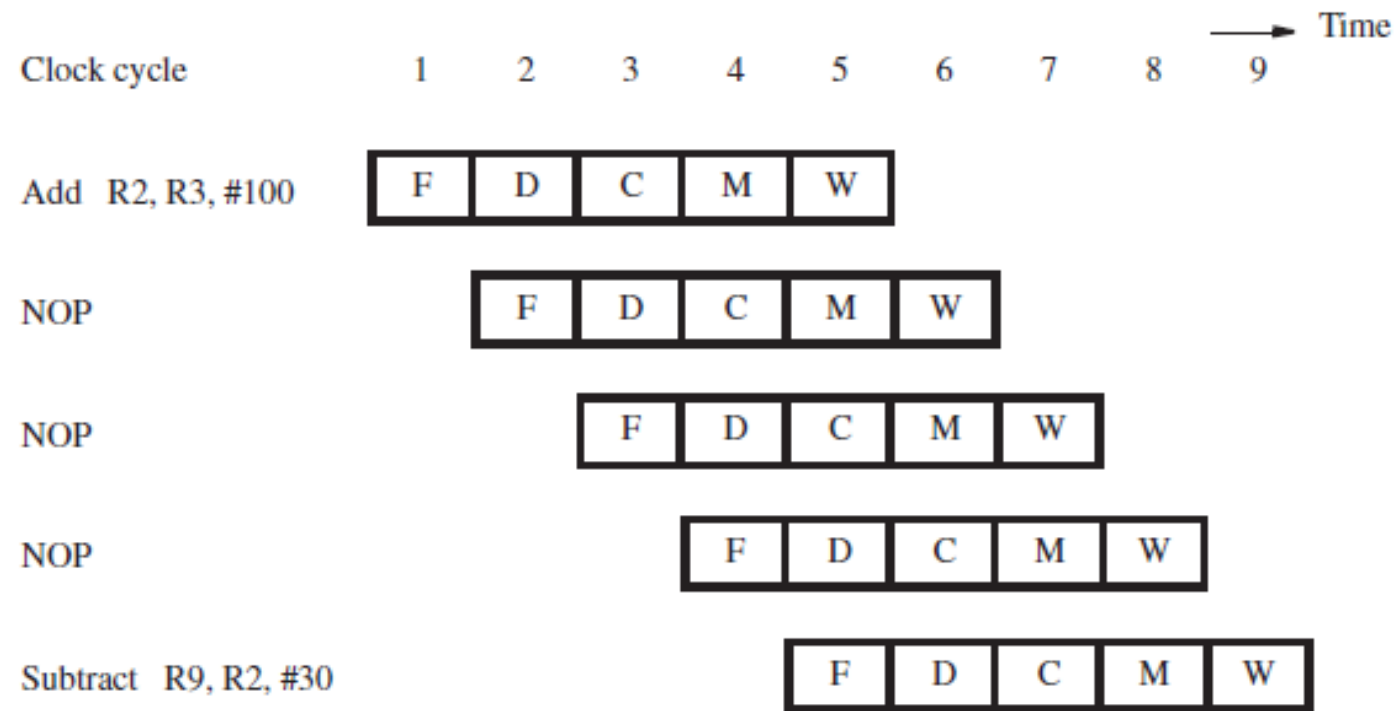 Time
Clock cycle 1 2 3 4 5 6 7 8 9
Add R2, R3, #100 F D C M W
NOP F D C M W
NOP F D C M W
NOP F D C M W
Subtract R9, R2, #30 F D C M W